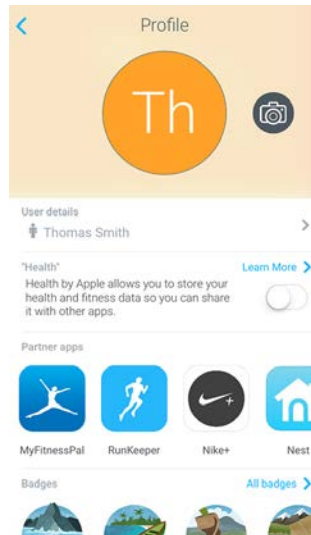 Profile
Th
User details
Thomas Smith
"Health"
Learn More
Health by Apple allows you to store your
health and fitness data so you can share
it with other apps.
Partner apps
MyFitnessPal
RunKeeper
Nike+
Nest
Badges
All badges